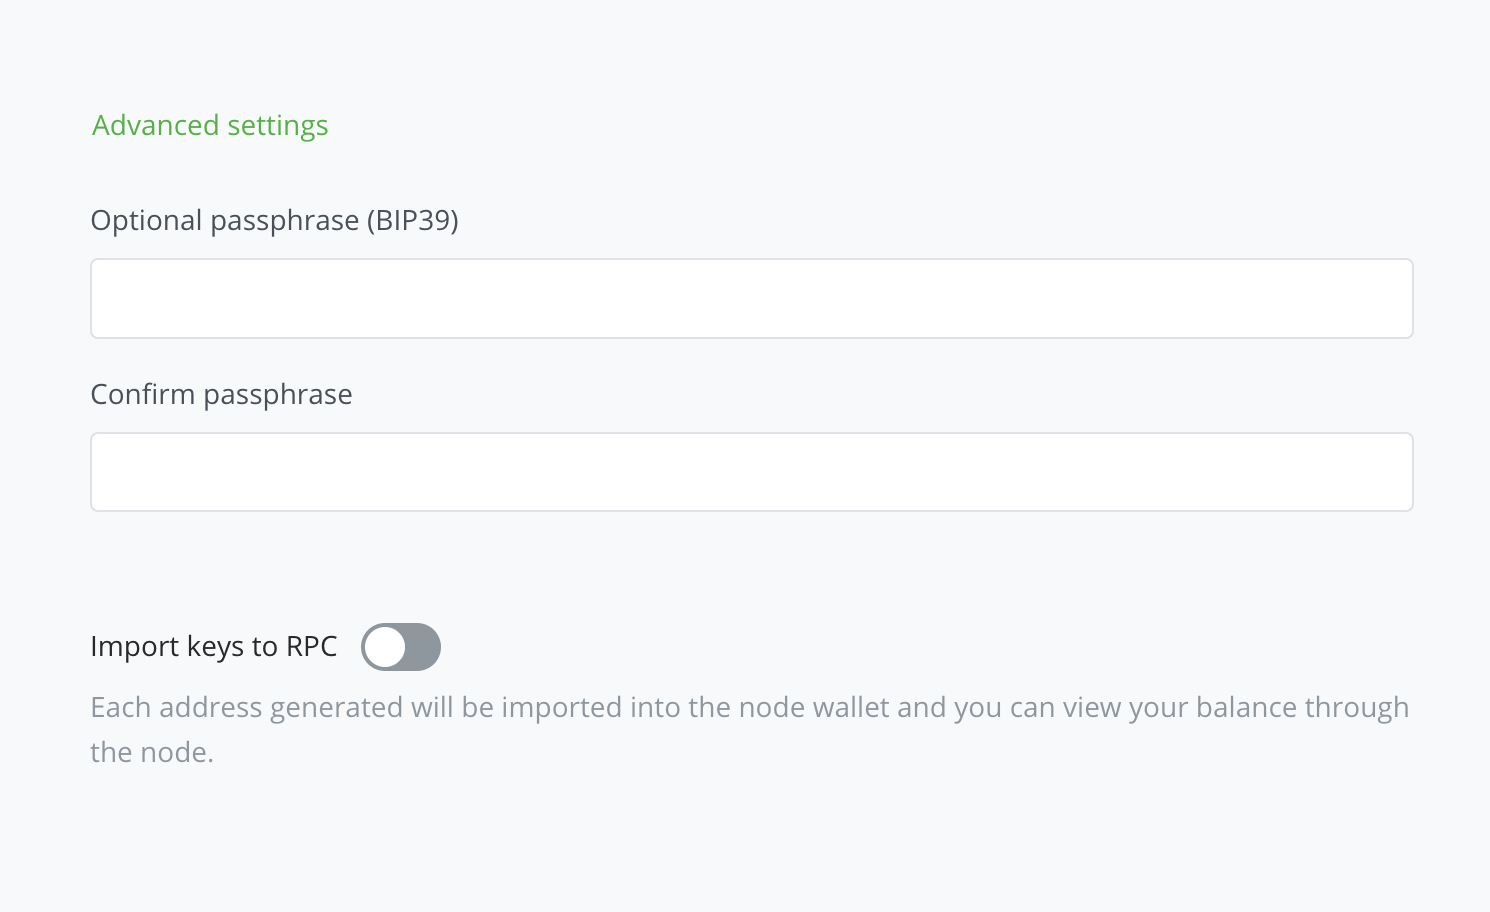 Advanced settings
Optional passphrase (BIP39)
Confirm passphrase
Import keys to RPC
Each address generated will be imported into the node wallet and you can view your balance through
the node.